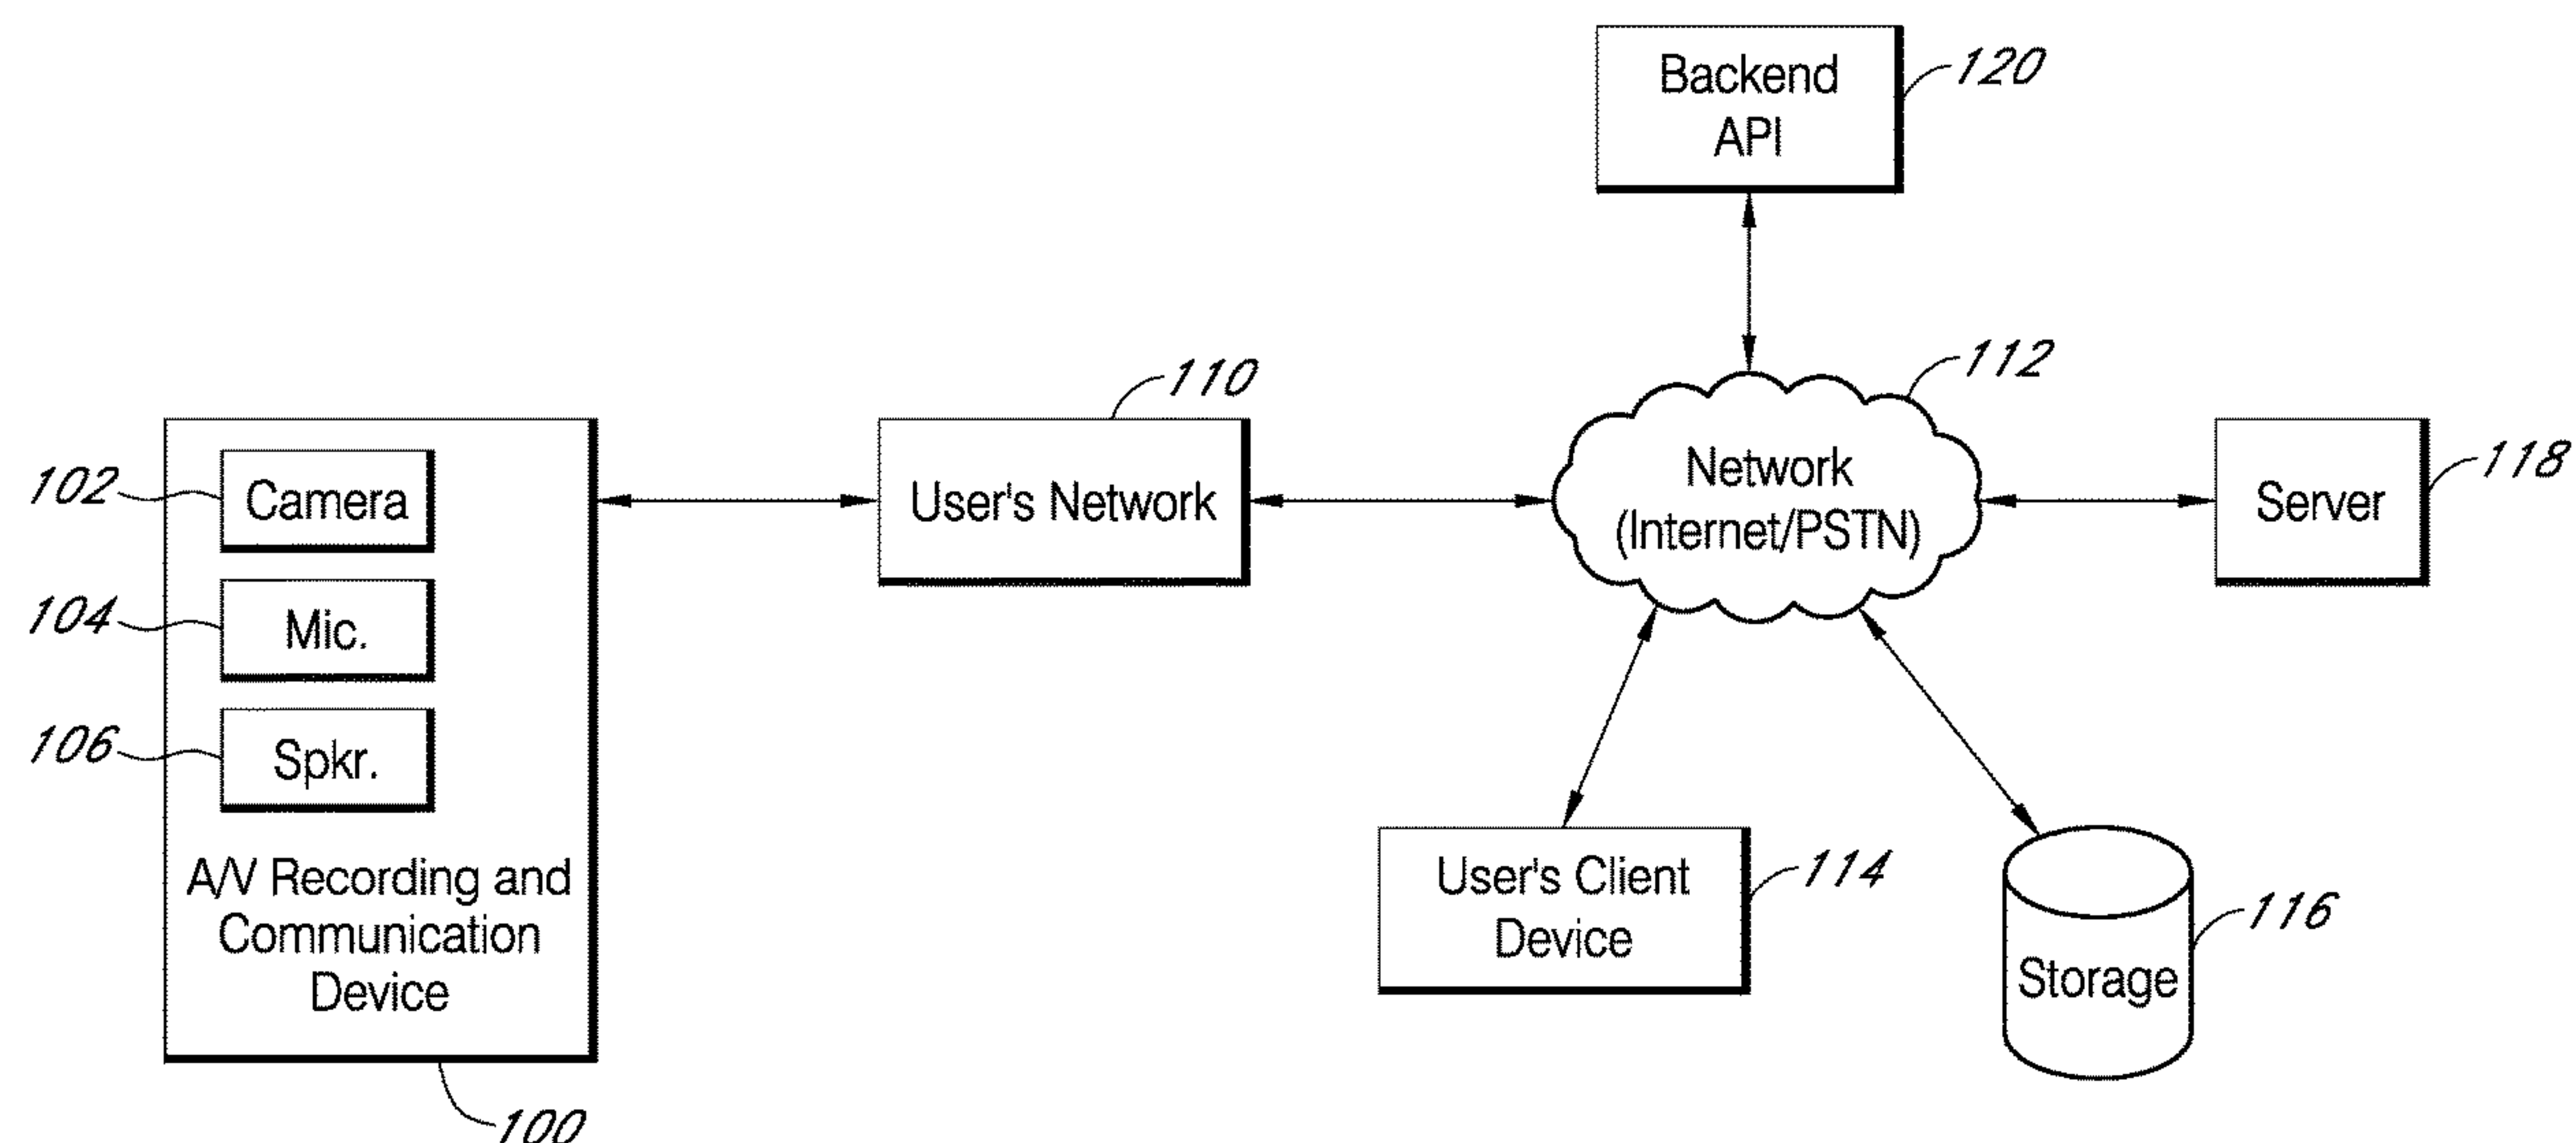 Backend
API
120
112
Network
(Internet/PSTN)
110
User's Network
Server
118
102
Camera
104
Mic.
106
Spkr.
A/V Recording and
Communication
Device
100
User's Client
Device
114
116
Storage